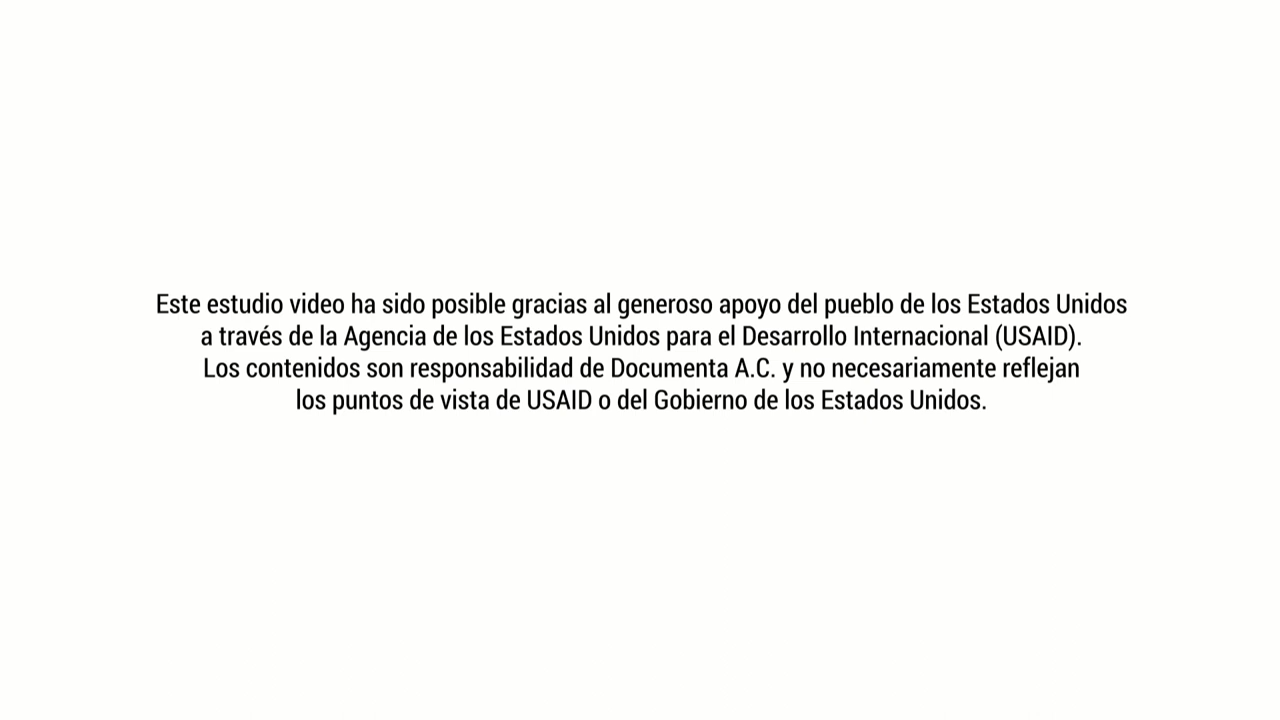 Este estudio video ha sido posible gracias al generoso apoyo del pueblo de los Estados Unidos
a través de la Agencia de los Estados Unidos para el Desarrollo Internacional (USAID).
Los contenidos son responsabilidad de Documenta A.C. y no necesariamente reflejan
los puntos de vista de USAID o del Gobierno de los Estados Unidos.